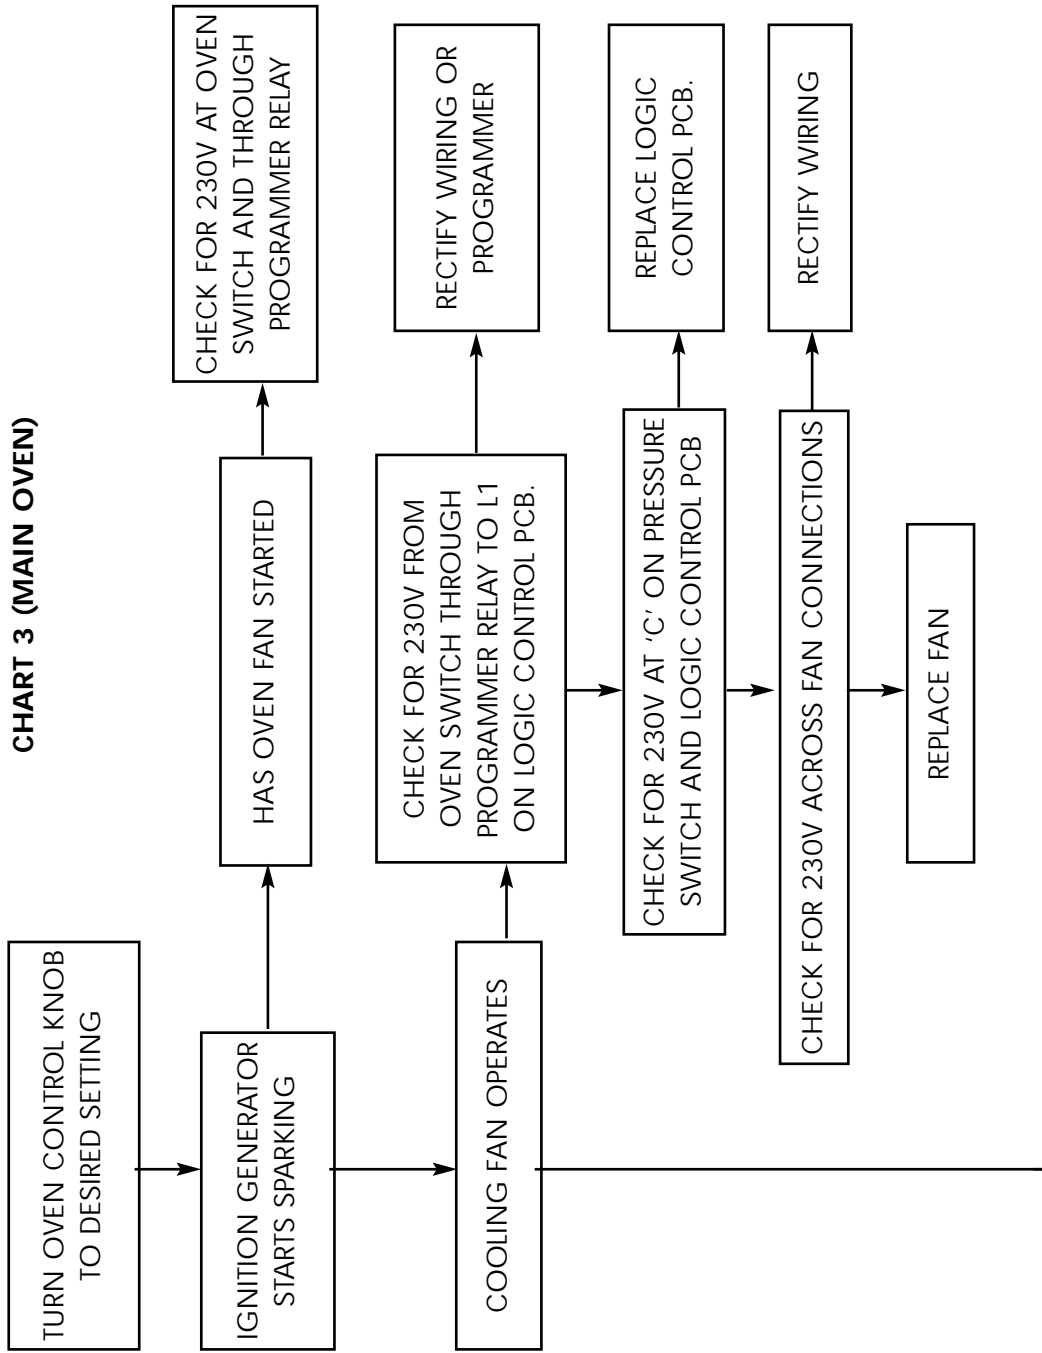 CHART 3 (MAIN OVEN)
TURN OVEN CONTROL KNOB
TO DESIRED SETTING
IGNITION GENERATOR
STARTS SPARKING
HAS OVEN FAN STARTED
CHECK FOR 230V AT OVEN
SWITCH AND THROUGH
PROGRAMMER RELAY
COOLING FAN OPERATES
CHECK FOR 230V FROM
OVEN SWITCH THROUGH
PROGRAMMER RELAY TO L1
ON LOGIC CONTROL PCB.
RECTIFY WIRING OR
PROGRAMMER
CHECK FOR 230V AT ‘C’ ON PRESSURE
SWITCH AND LOGIC CONTROL PCB
REPLACE LOGIC
CONTROL PCB.
CHECK FOR 230V ACROSS FAN CONNECTIONS
RECTIFY WIRING
REPLACE FAN